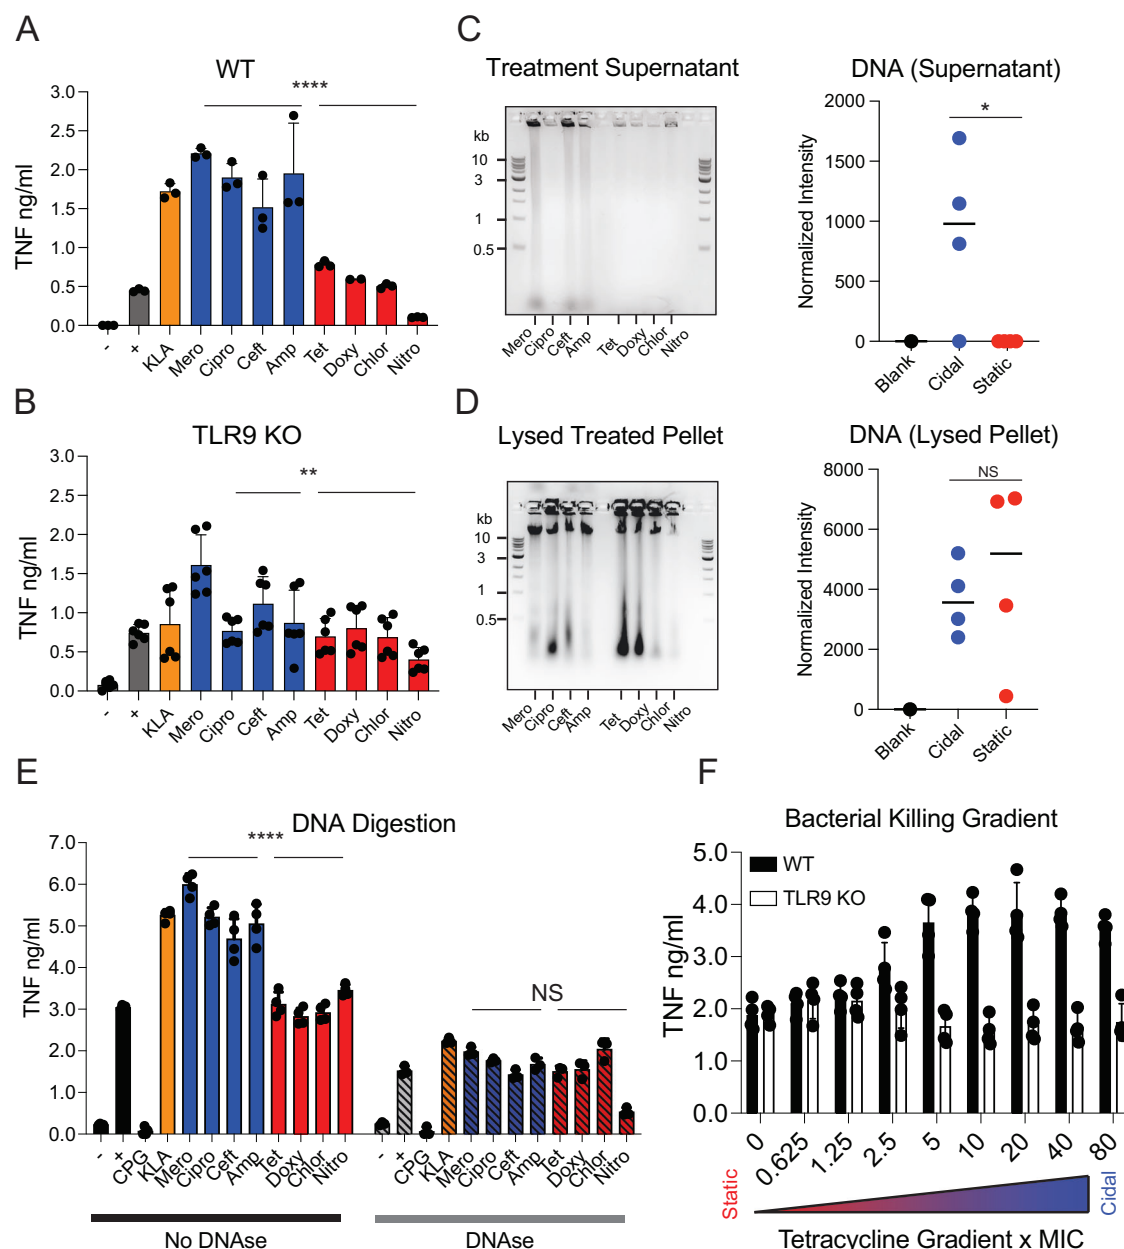 A
WT
****
TNF ng/ml
3.0
2.5
2.0
1.5
1.0
0.5
0.0
- + KLA Mero Cipro Ceft Amp Tet Doxy Chlor Nitro
B
TLR9 KO
**
TNF ng/ml
3.0
2.5
2.0
1.5
1.0
0.5
0.0
- + KLA Mero Cipro Ceft Amp Tet Doxy Chlor Nitro
C
Treatment Supernatant
kb
10
3
1
0.5
Mero Cipro Ceft Amp Tet Doxy Chlor Nitro
DNA (Supernatant)
*
Normalized Intensity
2000
1500
1000
500
0
Blank Cidal Static
D
Lysed Treated Pellet
kb
10
3
1
0.5
Mero Cipro Ceft Amp Tet Doxy Chlor Nitro
DNA (Lysed Pellet)
NS
Normalized Intensity
8000
6000
4000
2000
0
Blank Cidal Static
E
DNA Digestion
****
NS
TNF ng/ml
7.0
6.0
5.0
4.0
3.0
2.0
1.0
0.0
- + CPG KLA Mero Cipro Ceft Amp Tet Doxy Chlor Nitro
- + CPG KLA Mero Cipro Ceft Amp Tet Doxy Chlor Nitro
No DNAse
DNAse
F
Bacterial Killing Gradient
WT
TLR9 KO
TNF ng/ml
5.0
4.0
3.0
2.0
1.0
0.0
0 0.625 1.25 2.5 5 10 20 40 80
Static
Cidal
Tetracycline Gradient x MIC